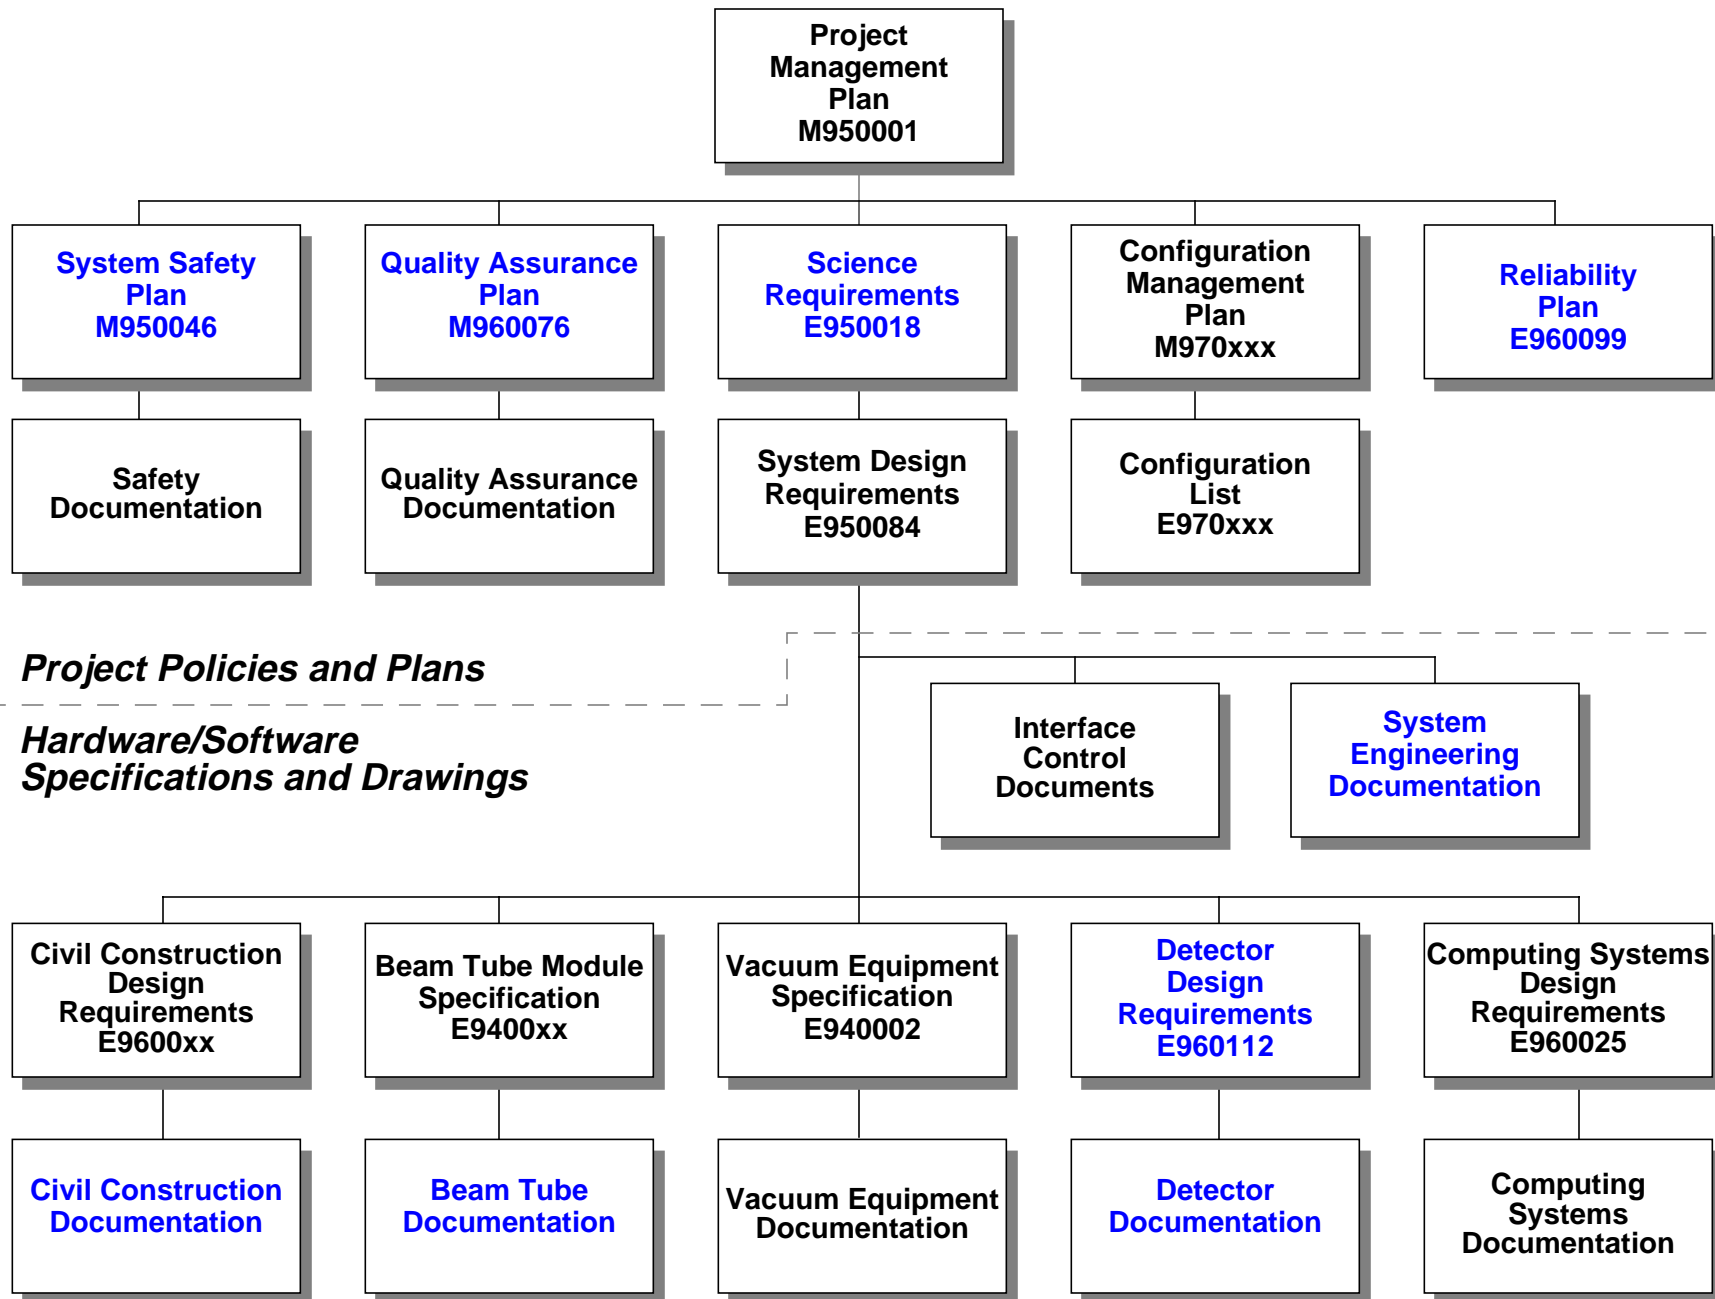 Project
Management
Plan
M950001
System Safety
Plan
M950046
Quality Assurance
Plan
M960076
Science
Requirements
E950018
Configuration
Management
Plan
M970xxx
Reliability
Plan
E960099
Safety
Documentation
Quality Assurance
Documentation
System Design
Requirements
E950084
Configuration
List
E970xxx
Project Policies and Plans
Hardware/Software
Specifications and Drawings
Interface
Control
Documents
System
Engineering
Documentation
Civil Construction
Design
Requirements
E9600xx
Beam Tube Module
Specification
E9400xx
Vacuum Equipment
Specification
E940002
Detector
Design
Requirements
E960112
Computing Systems
Design
Requirements
E960025
Civil Construction
Documentation
Beam Tube
Documentation
Vacuum Equipment
Documentation
Detector
Documentation
Computing
Systems
Documentation